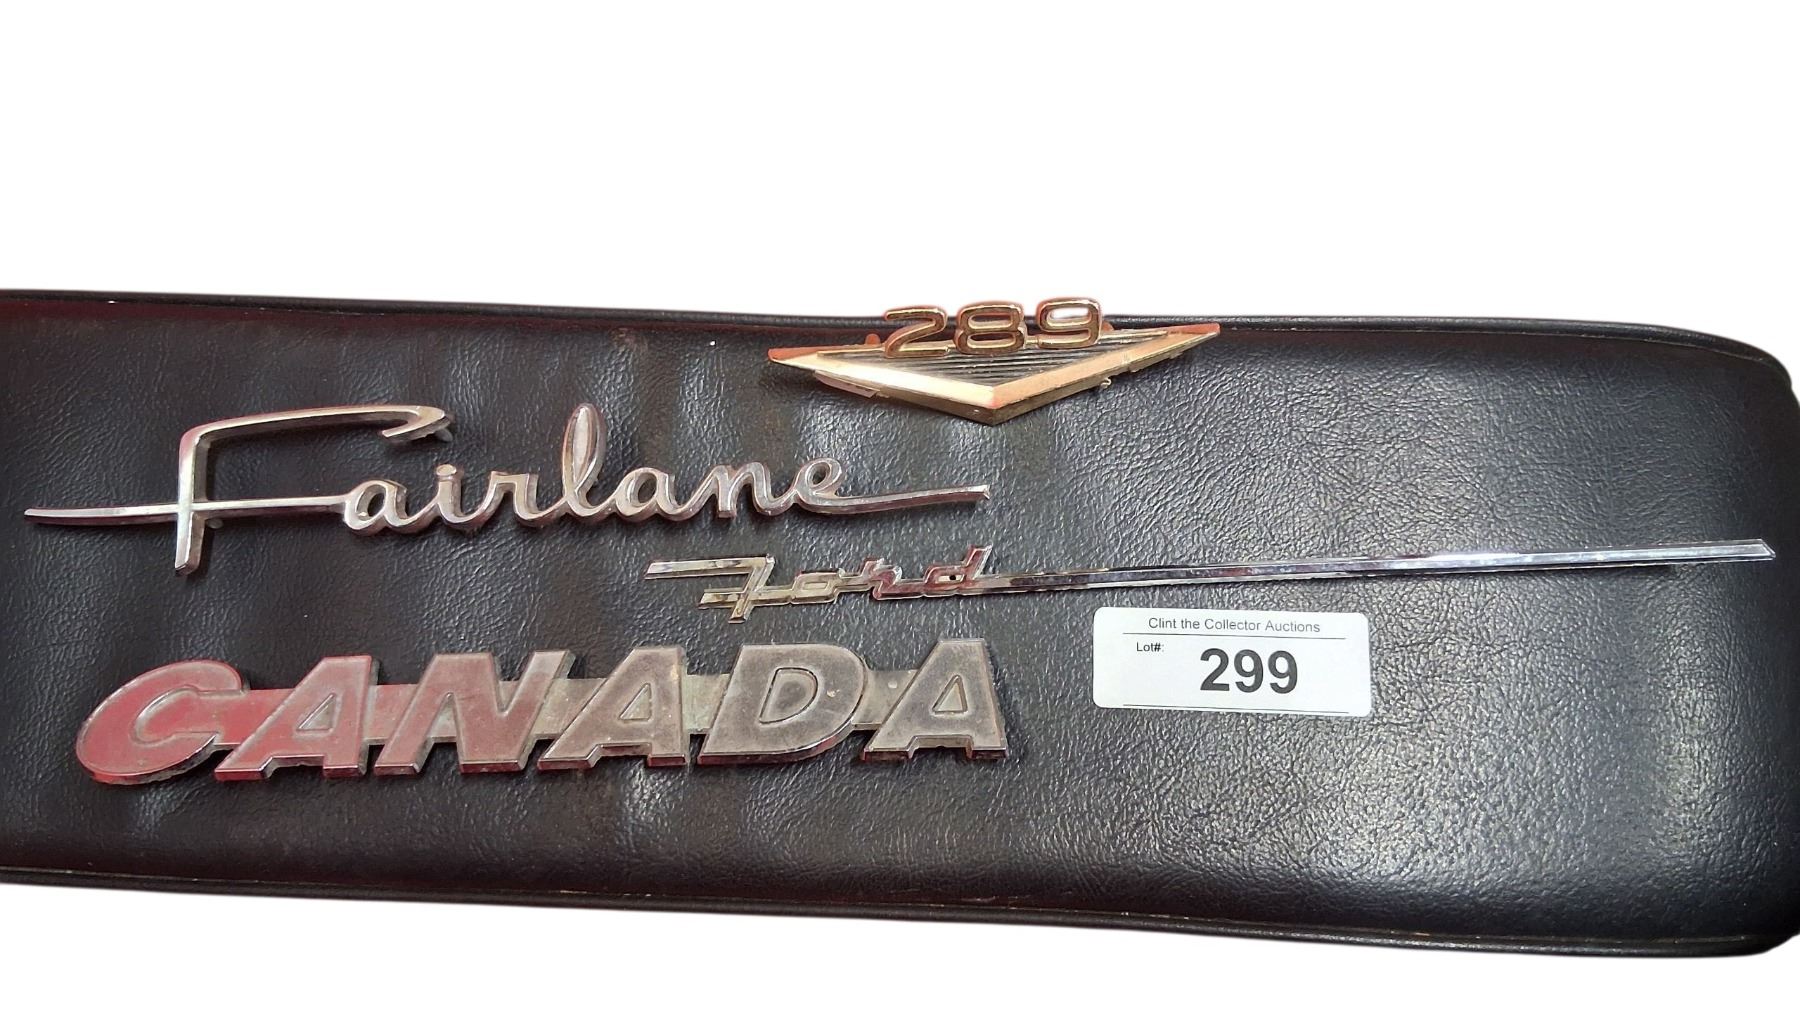 289
Fairlane
Ford
CANADA
Clint the Collector Auctions
Lot#: 299